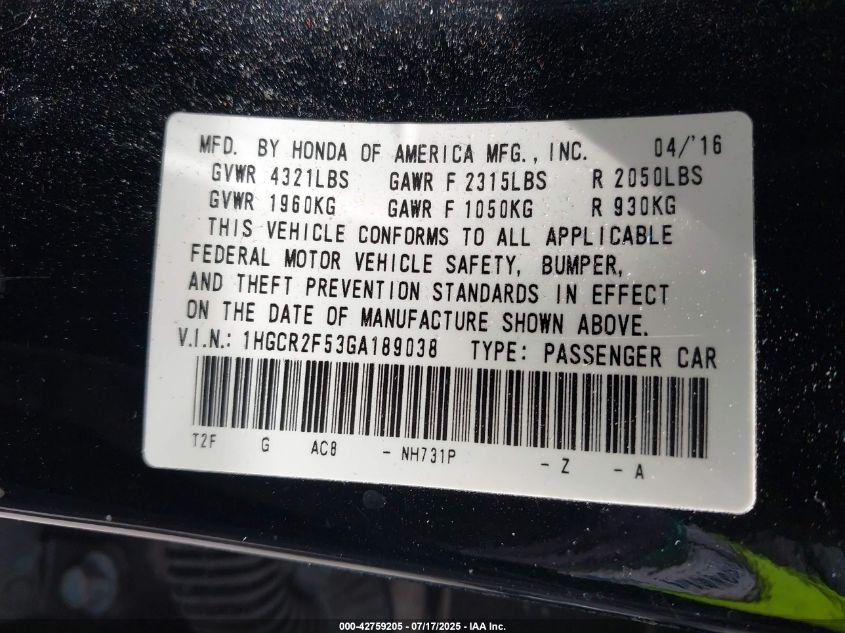 MFD. BY HONDA OF AMERICA MFG., INC. 04/'16
GVWR 4321LBS GAWR F 2315LBS R 2050LBS
GVWR 1960KG GAWR F 1050KG R 930KG
THIS VEHICLE CONFORMS TO ALL APPLICABLE
FEDERAL MOTOR VEHICLE SAFETY, BUMPER,
AND THEFT PREVENTION STANDARDS IN EFFECT
ON THE DATE OF MANUFACTURE SHOWN ABOVE.
V.I.N.: 1HGCR2F53GA189038 TYPE: PASSENGER CAR
T2F G AC8 - NH731P - Z - A
000-42759205 - 07/17/2025 - IAA Inc.